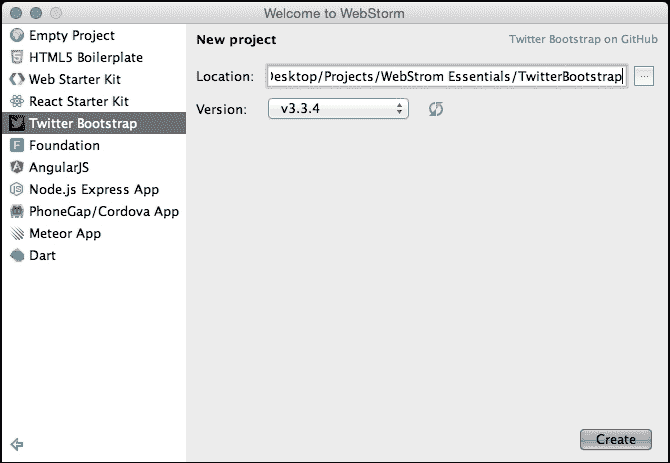 Welcome to WebStorm
Empty Project
HTML5 Boilerplate
Web Starter Kit
React Starter Kit
Twitter Bootstrap
Foundation
AngularJS
Node.js Express App
PhoneGap/Cordova App
Meteor App
Dart
New project
Twitter Bootstrap on GitHub
Location: Desktop/Projects/WebStrom Essentials/TwitterBootstrap ...
Version: v3.3.4
Create